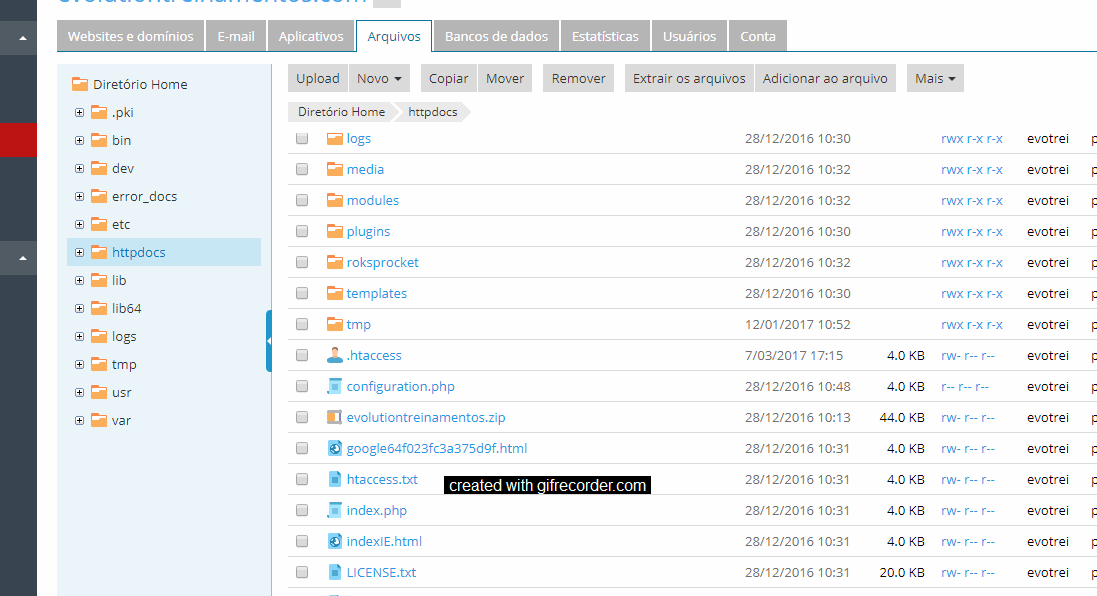 evolutiontreinamentos.com
Websites e domínios E-mail Aplicativos Arquivos Bancos de dados Estatísticas Usuários Conta
Diretório Home
.pki
bin
dev
error_docs
etc
httpdocs
lib
lib64
logs
tmp
usr
var
Upload Novo Copiar Mover Remover Extrair os arquivos Adicionar ao arquivo Mais
Diretório Home httpdocs
logs 28/12/2016 10:30 rwx r-x r-x evotrei p
media 28/12/2016 10:32 rwx r-x r-x evotrei p
modules 28/12/2016 10:32 rwx r-x r-x evotrei p
plugins 28/12/2016 10:30 rwx r-x r-x evotrei p
roksprocket 28/12/2016 10:32 rwx r-x r-x evotrei p
templates 28/12/2016 10:30 rwx r-x r-x evotrei p
tmp 12/01/2017 10:52 rwx r-x r-x evotrei p
.htaccess 7/03/2017 17:15 4.0 KB rw- r-- r-- evotrei p
configuration.php 28/12/2016 10:48 4.0 KB r-- r-- r-- evotrei p
evolutiontreinamentos.zip 28/12/2016 10:13 44.0 KB rw- r-- r-- evotrei p
google64f023fc3a375d9f.html 28/12/2016 10:31 4.0 KB rw- r-- r-- evotrei p
htaccess.txt 28/12/2016 10:31 4.0 KB rw- r-- r-- evotrei p
created with gifrecorder.com
index.php 28/12/2016 10:31 4.0 KB rw- r-- r-- evotrei p
indexIE.html 28/12/2016 10:31 4.0 KB rw- r-- r-- evotrei p
LICENSE.txt 28/12/2016 10:31 20.0 KB rw- r-- r-- evotrei p